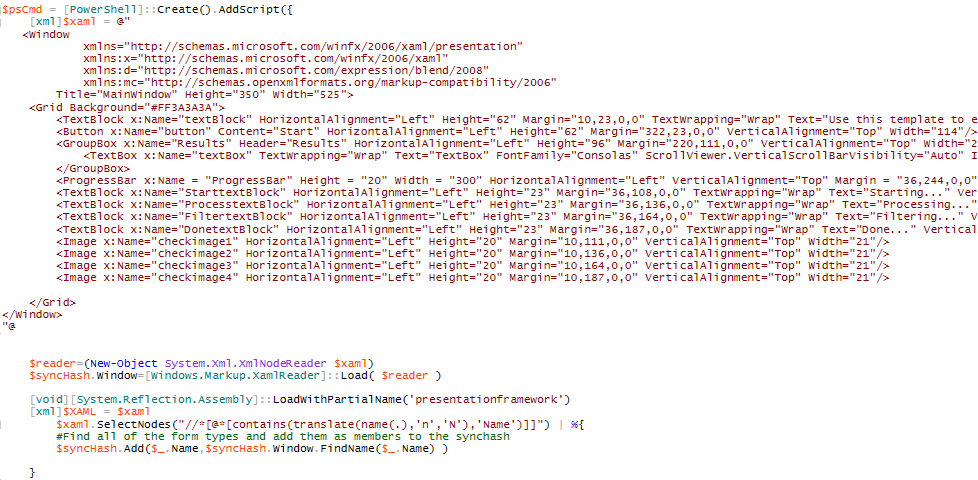 $psCmd = [PowerShell]::Create().AddScript({
    [xml]$xaml = @"
   <Window
            xmlns="http://schemas.microsoft.com/winfx/2006/xaml/presentation"
            xmlns:x="http://schemas.microsoft.com/winfx/2006/xaml"
            xmlns:d="http://schemas.microsoft.com/expression/blend/2008"
            xmlns:mc="http://schemas.openxmlformats.org/markup-compatibility/2006"
        Title="MainWindow" Height="350" Width="525">
    <Grid Background="#FF3A3A3A">
        <TextBlock x:Name="textBlock" HorizontalAlignment="Left" Height="62" Margin="10,23,0,0" TextWrapping="Wrap" Text="Use this template to e
        <Button x:Name="button" Content="Start" HorizontalAlignment="Left" Height="62" Margin="322,23,0,0" VerticalAlignment="Top" Width="114"/>
        <GroupBox x:Name="Results" Header="Results" HorizontalAlignment="Left" Height="96" Margin="220,111,0,0" VerticalAlignment="Top" Width="2
            <TextBox x:Name="textBox" TextWrapping="Wrap" Text="TextBox" FontFamily="Consolas" ScrollViewer.VerticalScrollBarVisibility="Auto" I
        </GroupBox>
        <ProgressBar x:Name = "ProgressBar" Height = "20" Width = "300" HorizontalAlignment="Left" VerticalAlignment="Top" Margin = "36,244,0,0"
        <TextBlock x:Name="StarttextBlock" HorizontalAlignment="Left" Height="23" Margin="36,108,0,0" TextWrapping="Wrap" Text="Starting..." Ver
        <TextBlock x:Name="ProcesstextBlock" HorizontalAlignment="Left" Height="23" Margin="36,136,0,0" TextWrapping="Wrap" Text="Processing..."
        <TextBlock x:Name="FiltertextBlock" HorizontalAlignment="Left" Height="23" Margin="36,164,0,0" TextWrapping="Wrap" Text="Filtering..." V
        <TextBlock x:Name="DonetextBlock" HorizontalAlignment="Left" Height="23" Margin="36,187,0,0" TextWrapping="Wrap" Text="Done..." Vertical
        <Image x:Name="checkimage1" HorizontalAlignment="Left" Height="20" Margin="10,111,0,0" VerticalAlignment="Top" Width="21"/>
        <Image x:Name="checkimage2" HorizontalAlignment="Left" Height="20" Margin="10,136,0,0" VerticalAlignment="Top" Width="21"/>
        <Image x:Name="checkimage3" HorizontalAlignment="Left" Height="20" Margin="10,164,0,0" VerticalAlignment="Top" Width="21"/>
        <Image x:Name="checkimage4" HorizontalAlignment="Left" Height="20" Margin="10,187,0,0" VerticalAlignment="Top" Width="21"/>
    </Grid>
</Window>
"@
    $reader=(New-Object System.Xml.XmlNodeReader $xaml)
    $syncHash.Window=[Windows.Markup.XamlReader]::Load( $reader )
    [void][System.Reflection.Assembly]::LoadWithPartialName('presentationframework')
    [xml]$XAML = $xaml
        $xaml.SelectNodes("//*[@*[contains(translate(name(.),'n','N'),'Name')]]") | %{
        #Find all of the form types and add them as members to the synchash
        $syncHash.Add($_.Name,$syncHash.Window.FindName($_.Name) )
    }